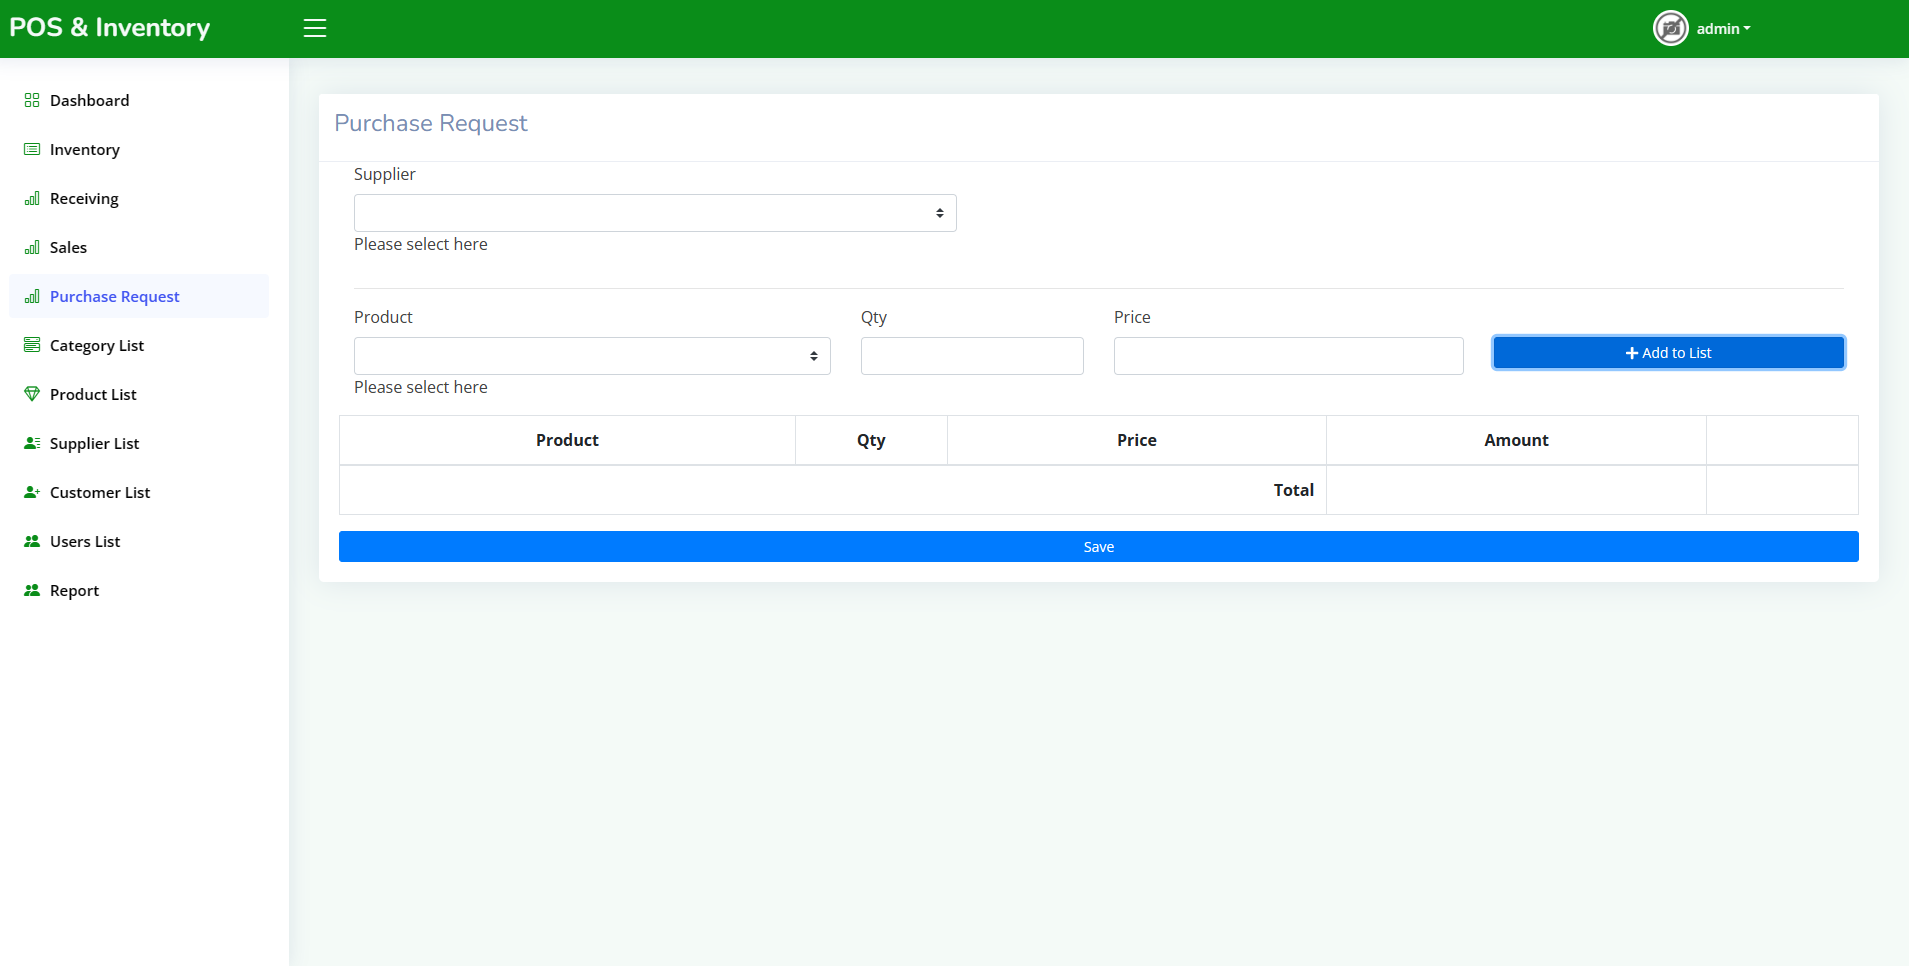 POS & Inventory
admin
Dashboard
Inventory
Receiving
Sales
Purchase Request
Category List
Product List
Supplier List
Customer List
Users List
Report
Purchase Request
Supplier
Please select here
Product Qty Price
Add to List
Please select here
Product Qty Price Amount
Total
Save